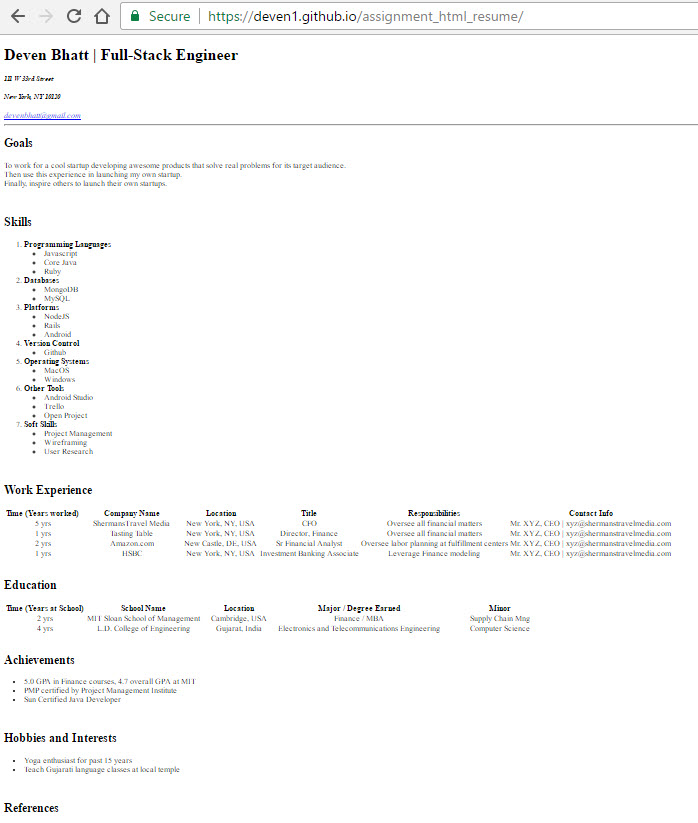 Secure | https://deven1.github.io/assignment_html_resume/
Deven Bhatt | Full-Stack Engineer
111 W 33rd Street
New York, NY 10120
devenbhatt@gmail.com
Goals
To work for a cool startup developing awesome products that solve real problems for its target audience.
Then use this experience in launching my own startup.
Finally, inspire others to launch their own startups.
Skills
1. Programming Languages
• Javascript
• Core Java
• Ruby
2. Databases
• MongoDB
• MySQL
3. Platforms
• NodeJS
• Rails
• Android
4. Version Control
• Github
5. Operating Systems
• MacOS
• Windows
6. Other Tools
• Android Studio
• Trello
• Open Project
7. Soft Skills
• Project Management
• Wireframing
• User Research
Work Experience
Time (Years worked) Company Name Location Title Responsibilities Contact Info
5 yrs ShermansTravel Media New York, NY, USA CFO Oversee all financial matters Mr. XYZ, CEO | xyz@shermanstravelmedia.com
1 yrs Tasting Table New York, NY, USA Director, Finance Oversee all financial matters Mr. XYZ, CEO | xyz@shermanstravelmedia.com
2 yrs Amazon.com New Castle, DE, USA Sr Financial Analyst Oversee labor planning at fulfillment centers Mr. XYZ, CEO | xyz@shermanstravelmedia.com
1 yrs HSBC New York, NY, USA Investment Banking Associate Leverage Finance modeling Mr. XYZ, CEO | xyz@shermanstravelmedia.com
Education
Time (Years at School) School Name Location Major / Degree Earned Minor
2 yrs MIT Sloan School of Management Cambridge, USA Finance / MBA Supply Chain Mng
4 yrs L.D. College of Engineering Gujarat, India Electronics and Telecommunications Engineering Computer Science
Achievements
• 5.0 GPA in Finance courses, 4.7 overall GPA at MIT
• PMP certified by Project Management Institute
• Sun Certified Java Developer
Hobbies and Interests
• Yoga enthusiast for past 15 years
• Teach Gujarati language classes at local temple
References